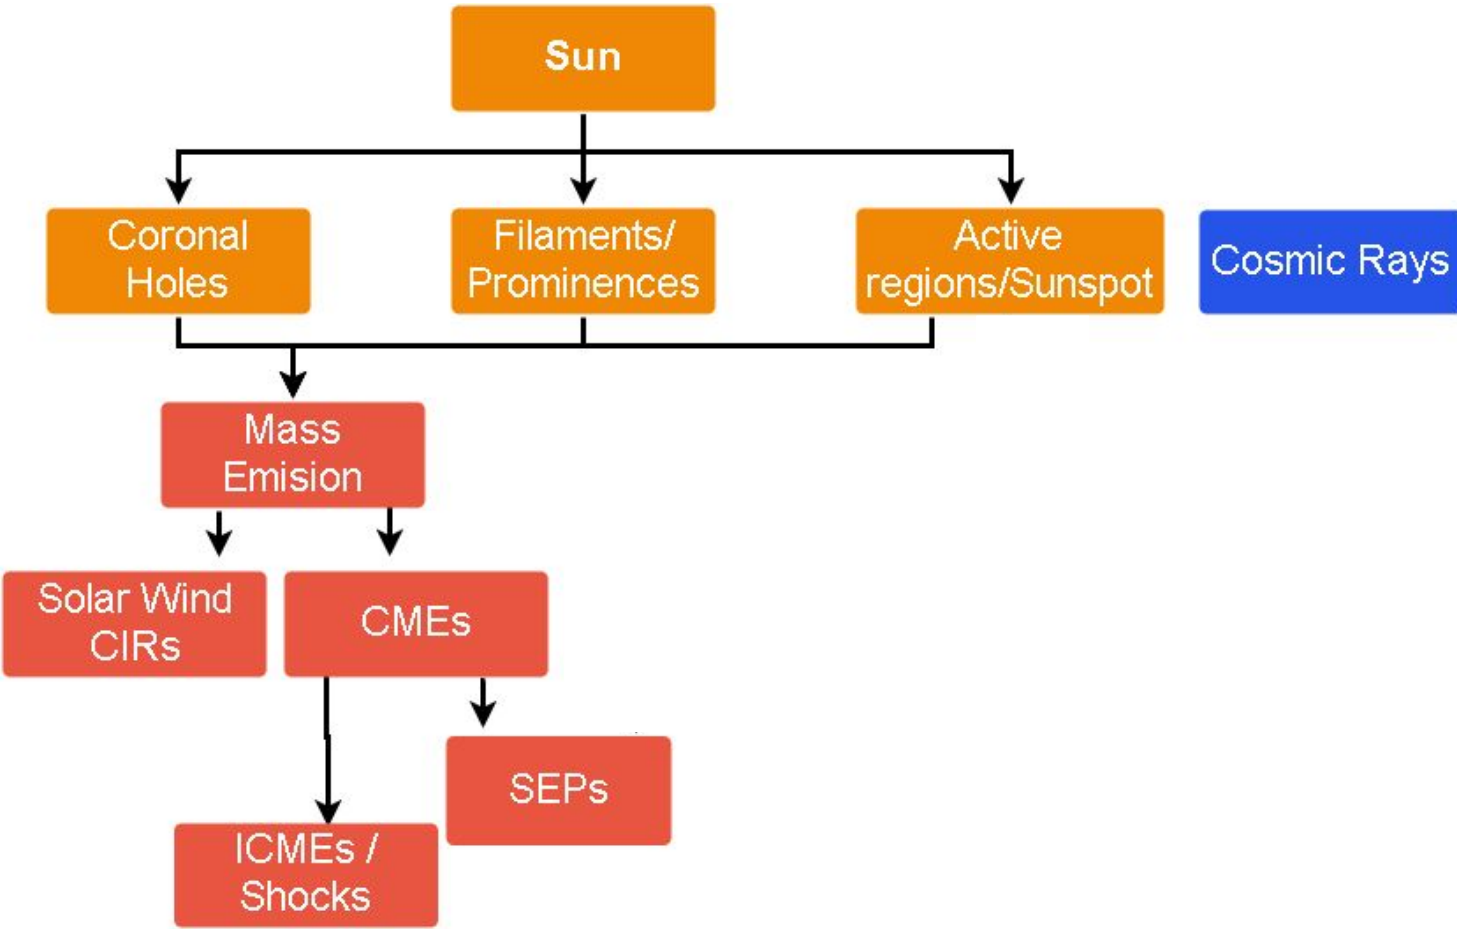 Sun
Coronal
Holes
Filaments/
Prominences
Active
regions/Sunspot
Cosmic Rays
Mass
Emision
Solar Wind
CIRs
CMEs
SEPs
ICMEs /
Shocks